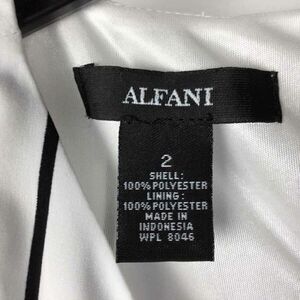 ALFANI
2
SHELL:
100% POLYESTER
LINING:
100% POLYESTER
MADE IN
INDONESIA
WPL 8046